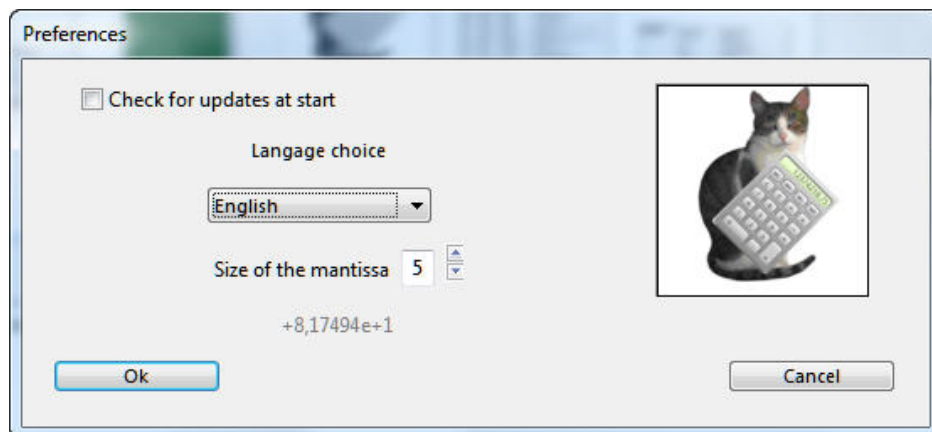 Preferences
Check for updates at start
Langage choice
English
Size of the mantissa 5
+8,17494e+1
Ok
Cancel